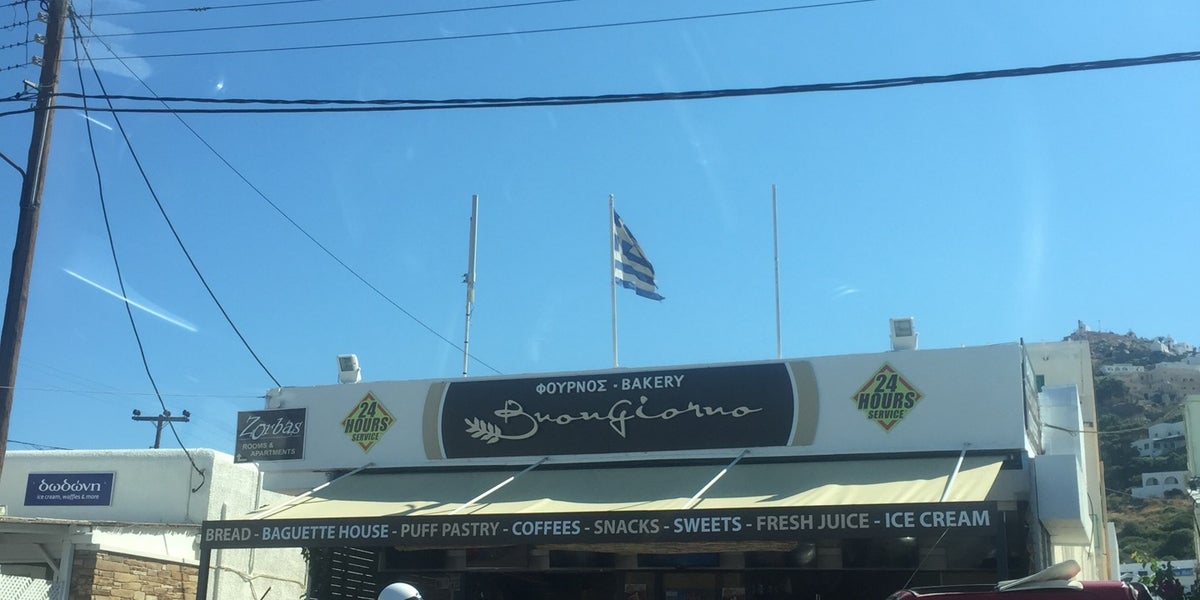 ΦΟΥΡΝΟΣ - BAKERY
BuonGiorno
24
HOURS
SERVICE
24
HOURS
SERVICE
Zorbas
ROOMS &
APARTMENTS
δωδώνη
ice cream, waffles & more
BREAD - BAGUETTE HOUSE - PUFF PASTRY - COFFEES - SNACKS - SWEETS - FRESH JUICE - ICE CREAM